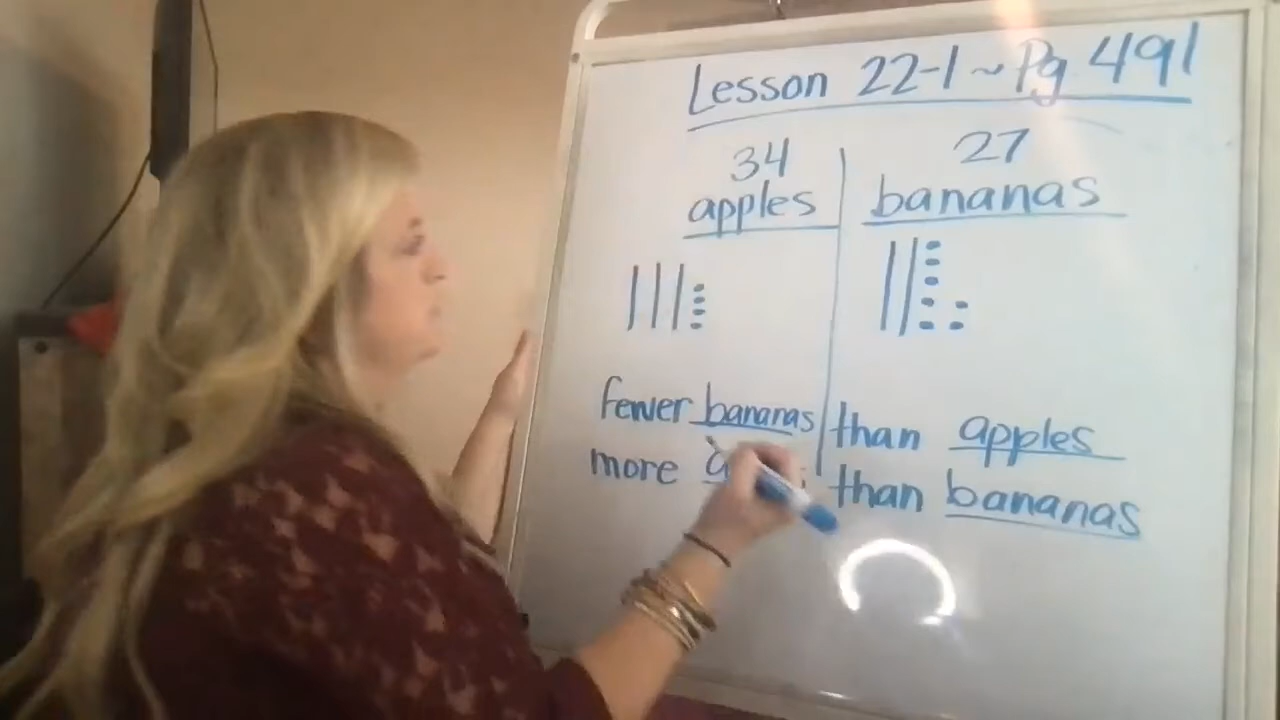 Lesson 22-1 ~ Pg 491
34 27
apples bananas
fewer bananas than apples
more than bananas